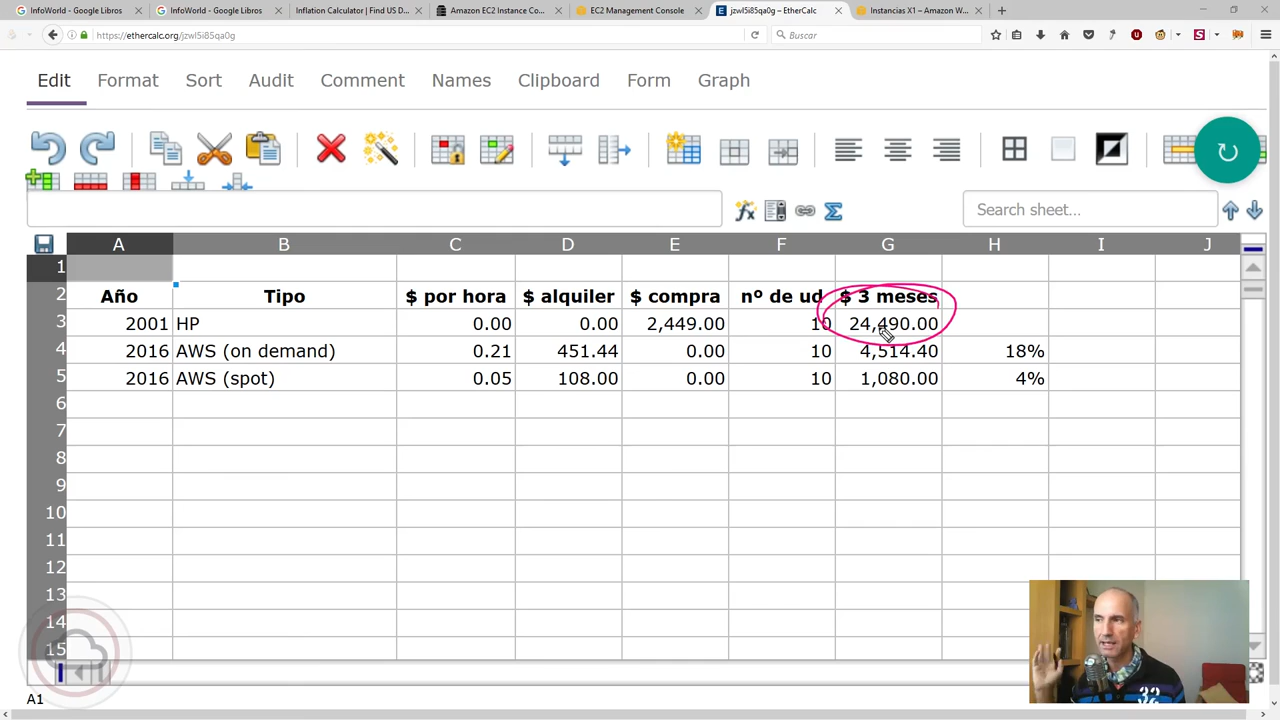 InfoWorld - Google Libros
InfoWorld - Google Libros
Inflation Calculator | Find US D...
Amazon EC2 Instance Co...
EC2 Management Console
jzwl5i85qa0g – EtherCalc
Instancias X1 – Amazon W...
https://ethercalc.org/jzwl5i85qa0g
Buscar
Edit Format Sort Audit Comment Names Clipboard Form Graph
Search sheet...
A B C D E F G H I J
1
2 Año Tipo $ por hora $ alquiler $ compra nº de ud $ 3 meses
3 2001 HP 0.00 0.00 2,449.00 10 24,490.00
4 2016 AWS (on demand) 0.21 451.44 0.00 10 4,514.40 18%
5 2016 AWS (spot) 0.05 108.00 0.00 10 1,080.00 4%
6
7
8
9
10
11
12
13
14
15
A1
32